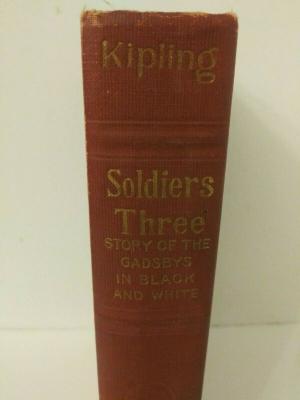 Kipling
Soldiers
Three
STORY OF THE
GADSBYS
IN BLACK
AND WHITE